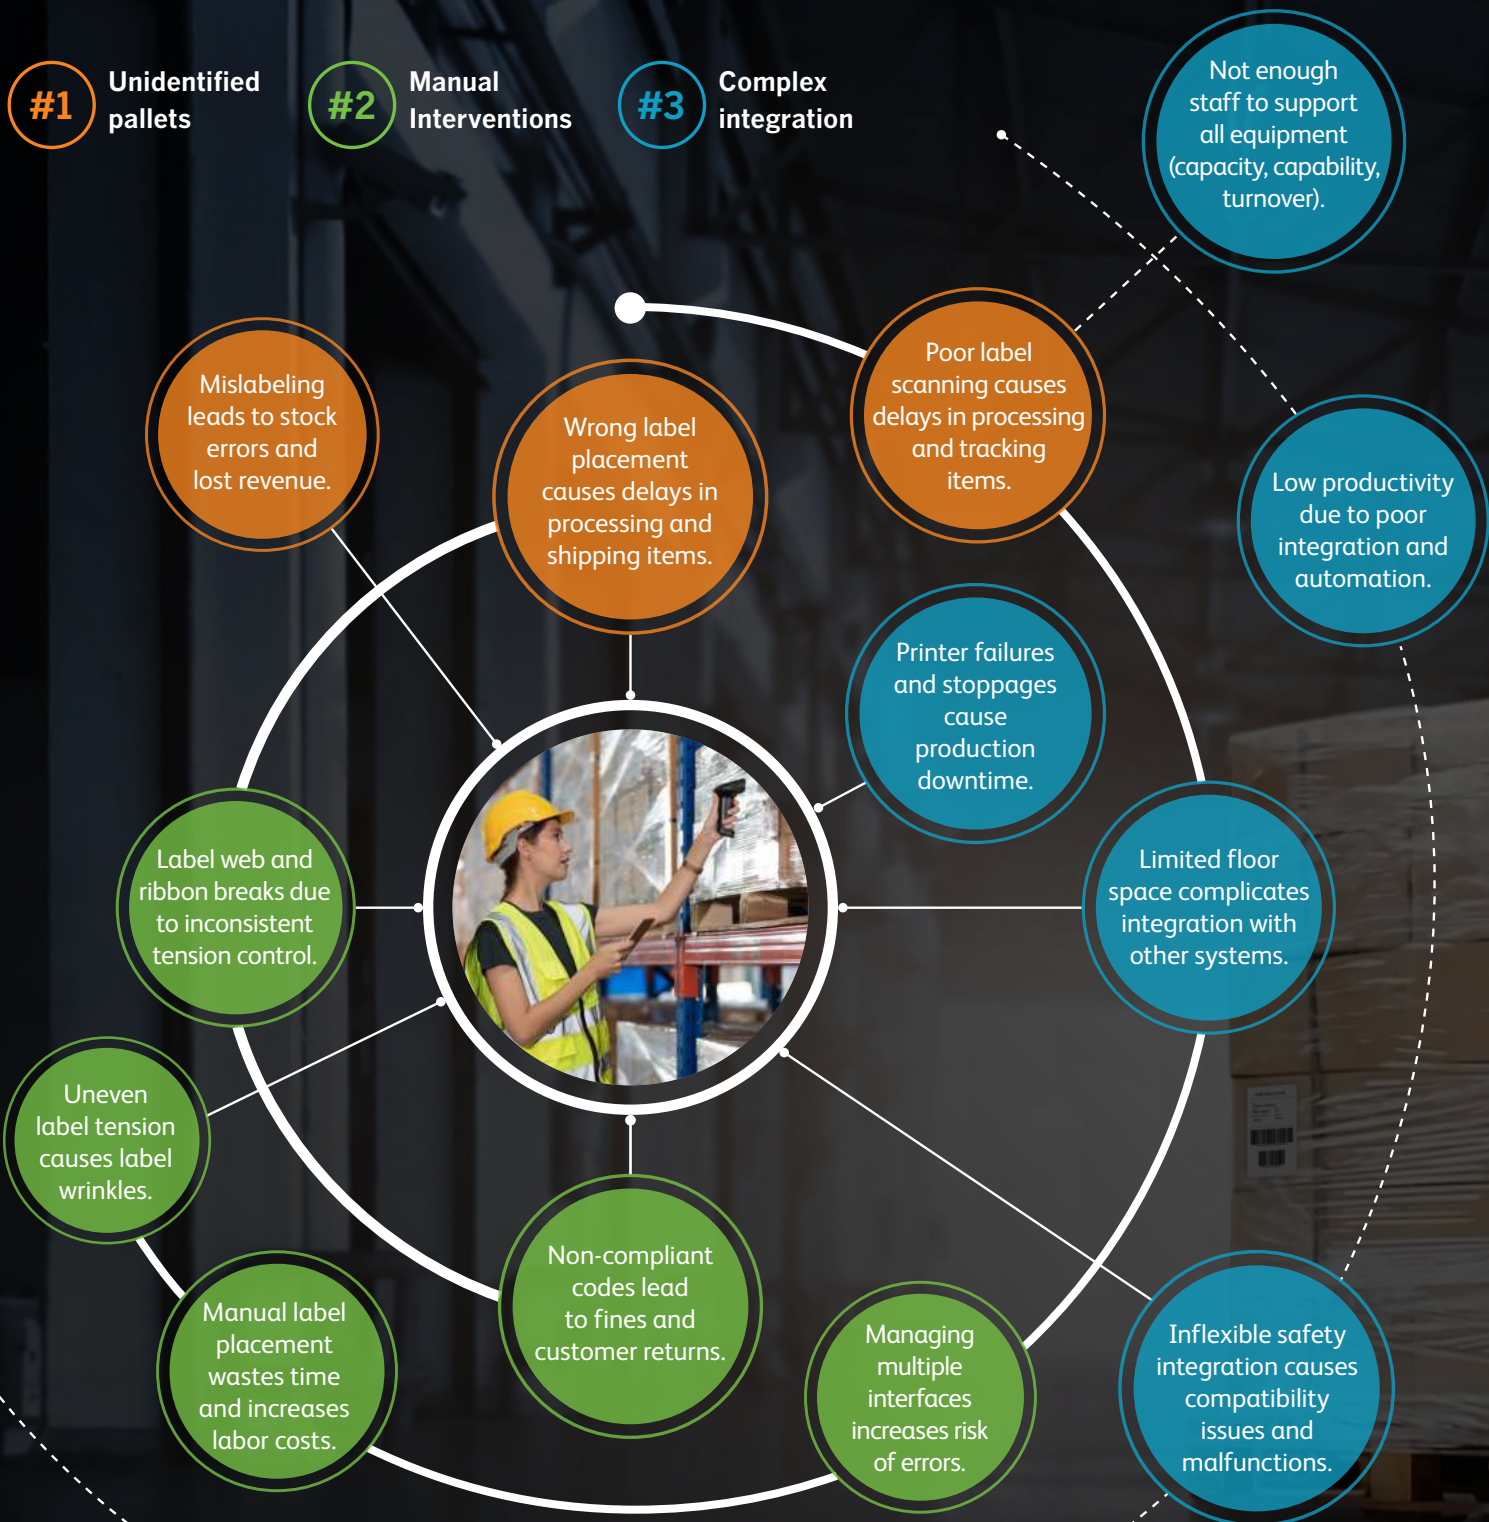 #1
Unidentified
pallets
#2
Manual
Interventions
#3
Complex
integration
Not enough
staff to support
all equipment
(capacity, capability,
turnover).
Mislabeling
leads to stock
errors and
lost revenue.
Wrong label
placement
causes delays in
processing and
shipping items.
Poor label
scanning causes
delays in processing
and tracking
items.
Low productivity
due to poor
integration and
automation.
Printer failures
and stoppages
cause
production
downtime.
Label web and
ribbon breaks due
to inconsistent
tension control.
Limited floor
space complicates
integration with
other systems.
Uneven
label tension
causes label
wrinkles.
Manual label
placement
wastes time
and increases
labor costs.
Non-compliant
codes lead
to fines and
customer returns.
Managing
multiple
interfaces
increases risk
of errors.
Inflexible safety
integration causes
compatibility
issues and
malfunctions.